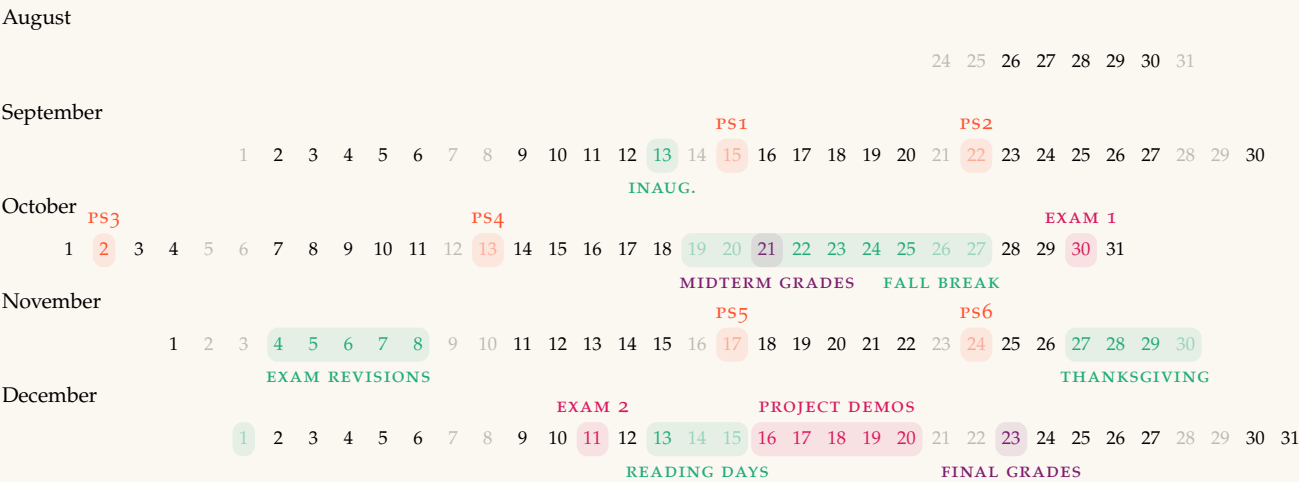 August
24 25 26 27 28 29 30 31
September
PS1 PS2
1 2 3 4 5 6 7 8 9 10 11 12 13 14 15 16 17 18 19 20 21 22 23 24 25 26 27 28 29 30
INAUG.
October
PS3 PS4 EXAM 1
1 2 3 4 5 6 7 8 9 10 11 12 13 14 15 16 17 18 19 20 21 22 23 24 25 26 27 28 29 30 31
MIDTERM GRADES FALL BREAK
November
PS5 PS6
1 2 3 4 5 6 7 8 9 10 11 12 13 14 15 16 17 18 19 20 21 22 23 24 25 26 27 28 29 30
EXAM REVISIONS THANKSGIVING
December
EXAM 2 PROJECT DEMOS
1 2 3 4 5 6 7 8 9 10 11 12 13 14 15 16 17 18 19 20 21 22 23 24 25 26 27 28 29 30 31
READING DAYS FINAL GRADES